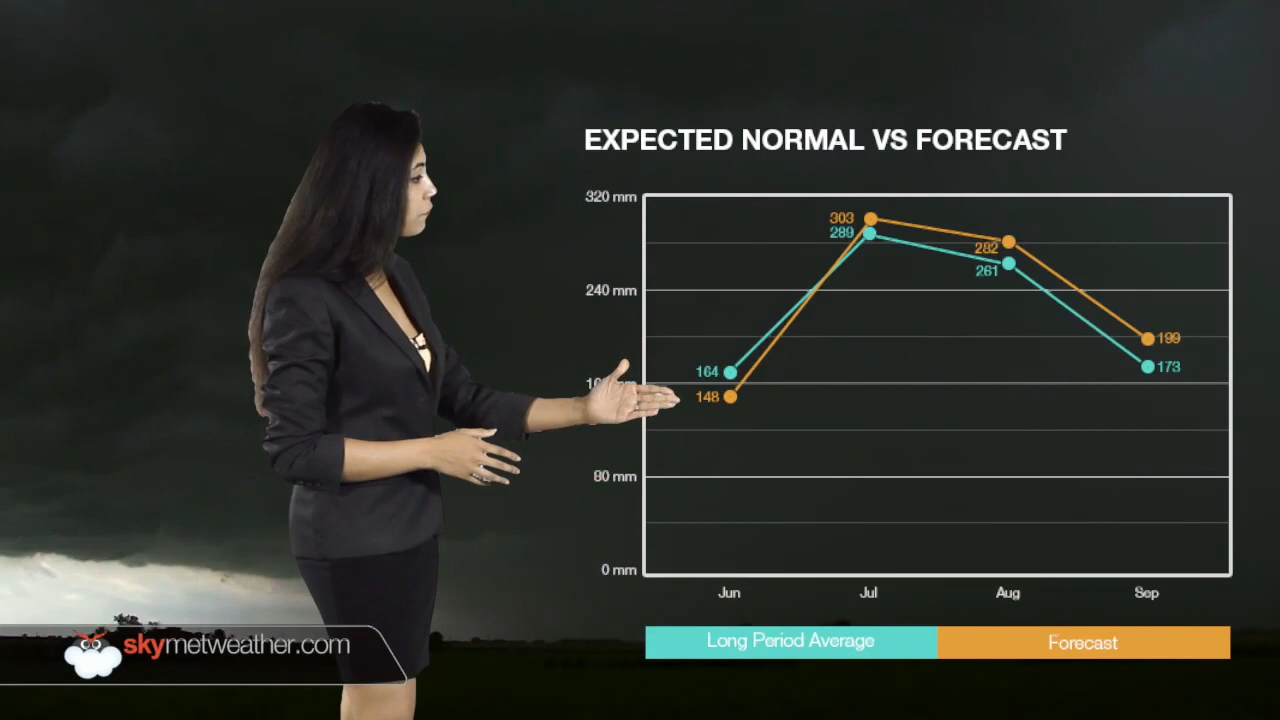 EXPECTED NORMAL VS FORECAST
320 mm
303
289
282
261
240 mm
199
164
173
148
80 mm
0 mm
Jun Jul Aug Sep
Long Period Average Forecast
skymetweather.com